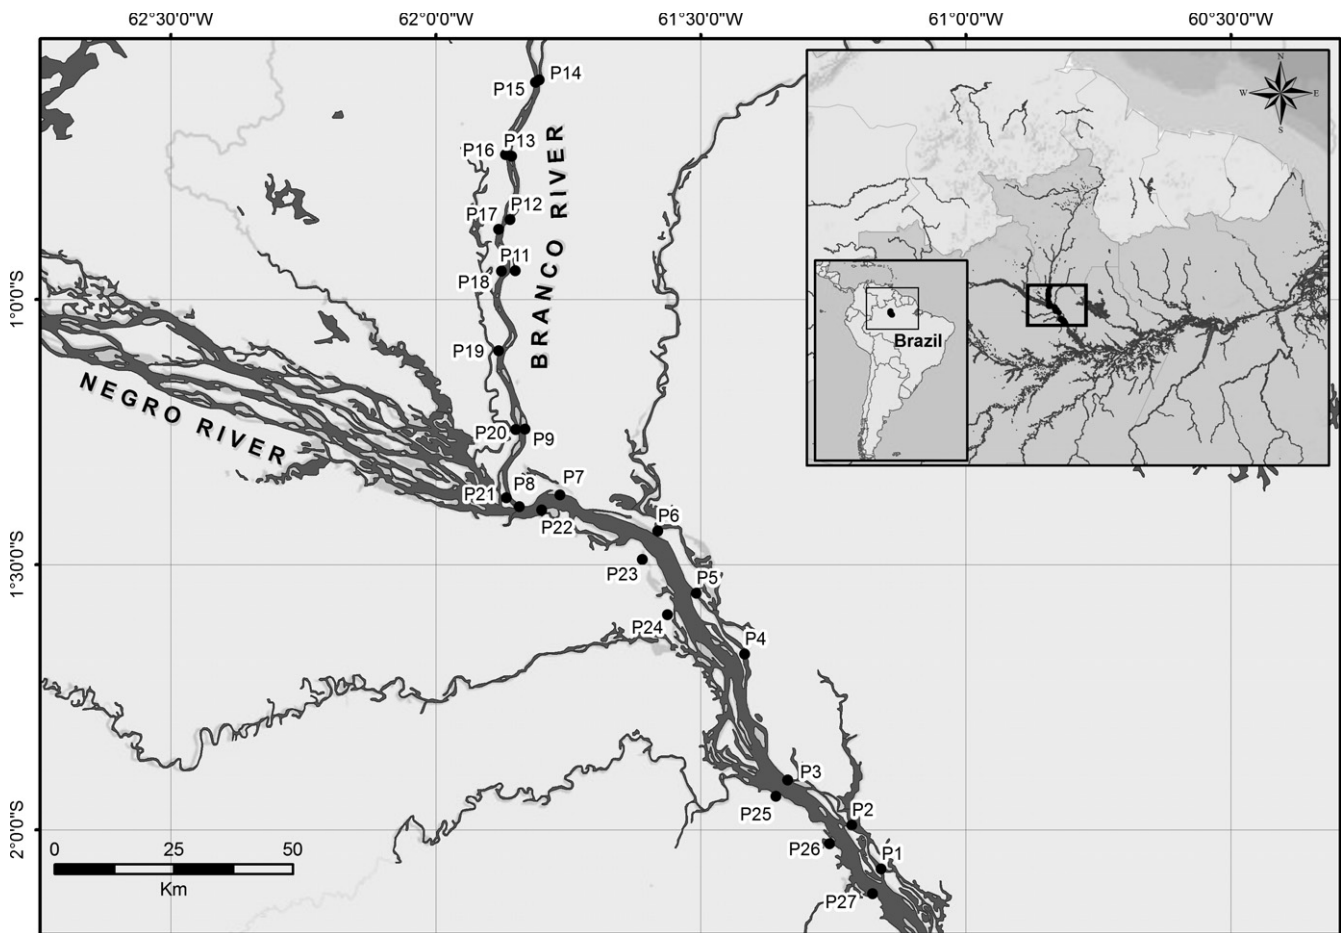 62°30'0"W
62°0'0"W
61°30'0"W
61°0'0"W
60°30'0"W
P14
P15
P13
P16
BRANCO RIVER
P12
P17
P11
P18
1°0'0"S
P19
NEGRO RIVER
P20
P9
P7
P8
P21
P22
P6
1°30'0"S
P23
P5
P24
P4
P3
P25
P2
2°0'0"S
P26
P1
P27
0
25
50
Km
N
W
E
S
Brazil